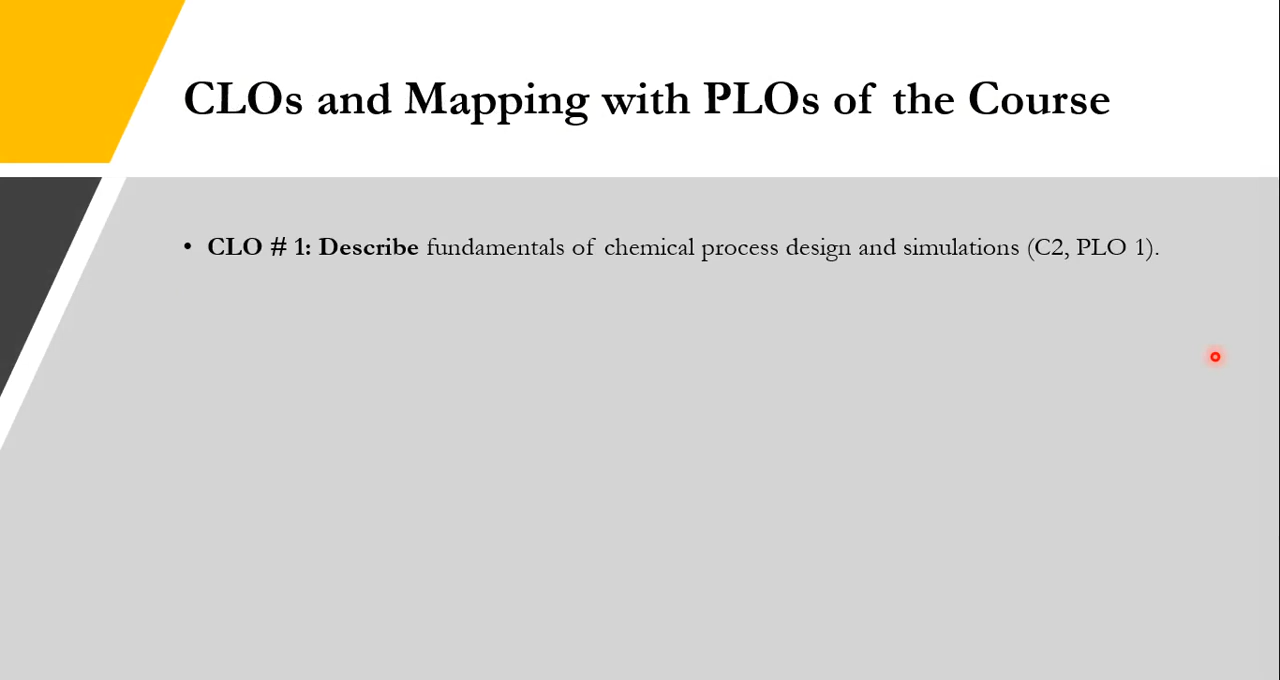 CLOs and Mapping with PLOs of the Course
• CLO # 1: Describe fundamentals of chemical process design and simulations (C2, PLO 1).